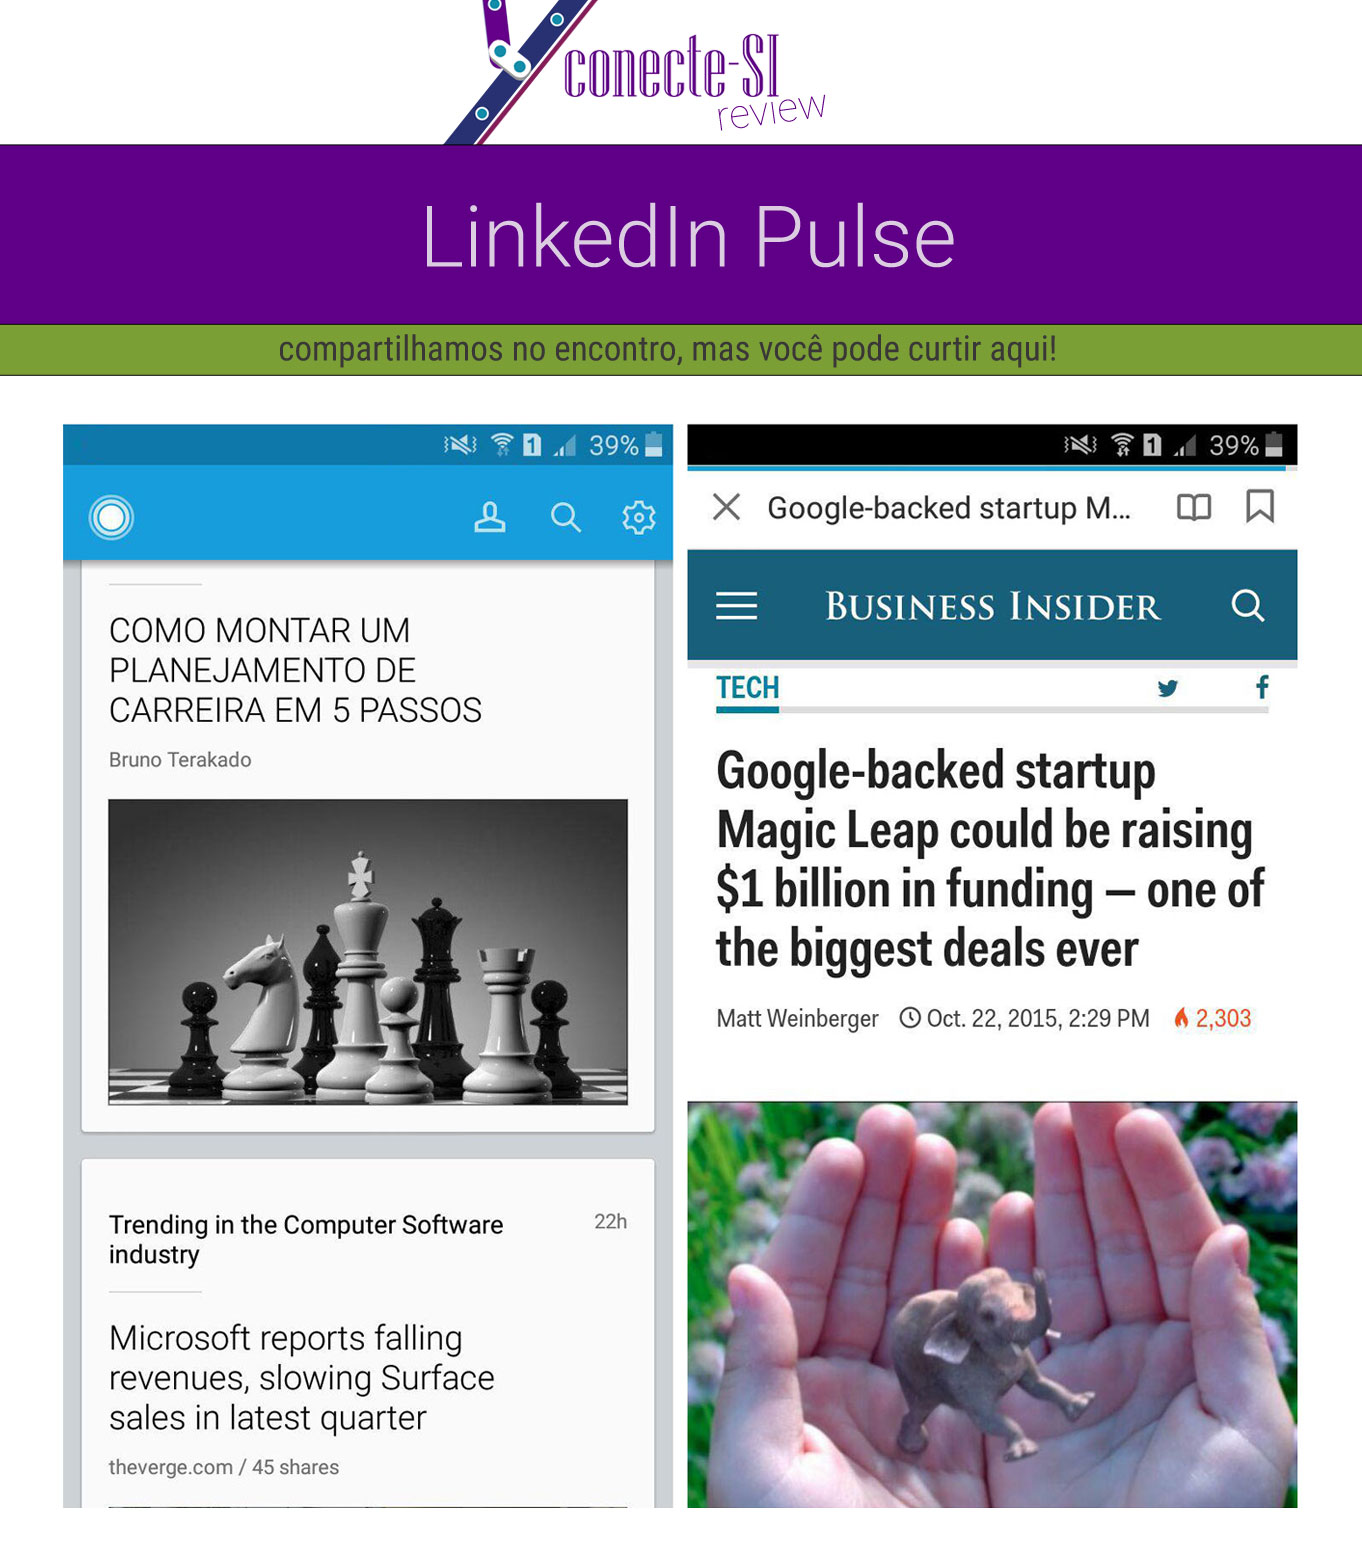 conecte-SI
review
LinkedIn Pulse
compartilhamos no encontro, mas você pode curtir aqui!
1 39%
COMO MONTAR UM
PLANEJAMENTO DE
CARREIRA EM 5 PASSOS
Bruno Terakado
Trending in the Computer Software
industry
22h
Microsoft reports falling
revenues, slowing Surface
sales in latest quarter
theverge.com / 45 shares
1 39%
Google-backed startup M...
BUSINESS INSIDER
TECH
Google-backed startup
Magic Leap could be raising
$1 billion in funding — one of
the biggest deals ever
Matt Weinberger Oct. 22, 2015, 2:29 PM 2,303